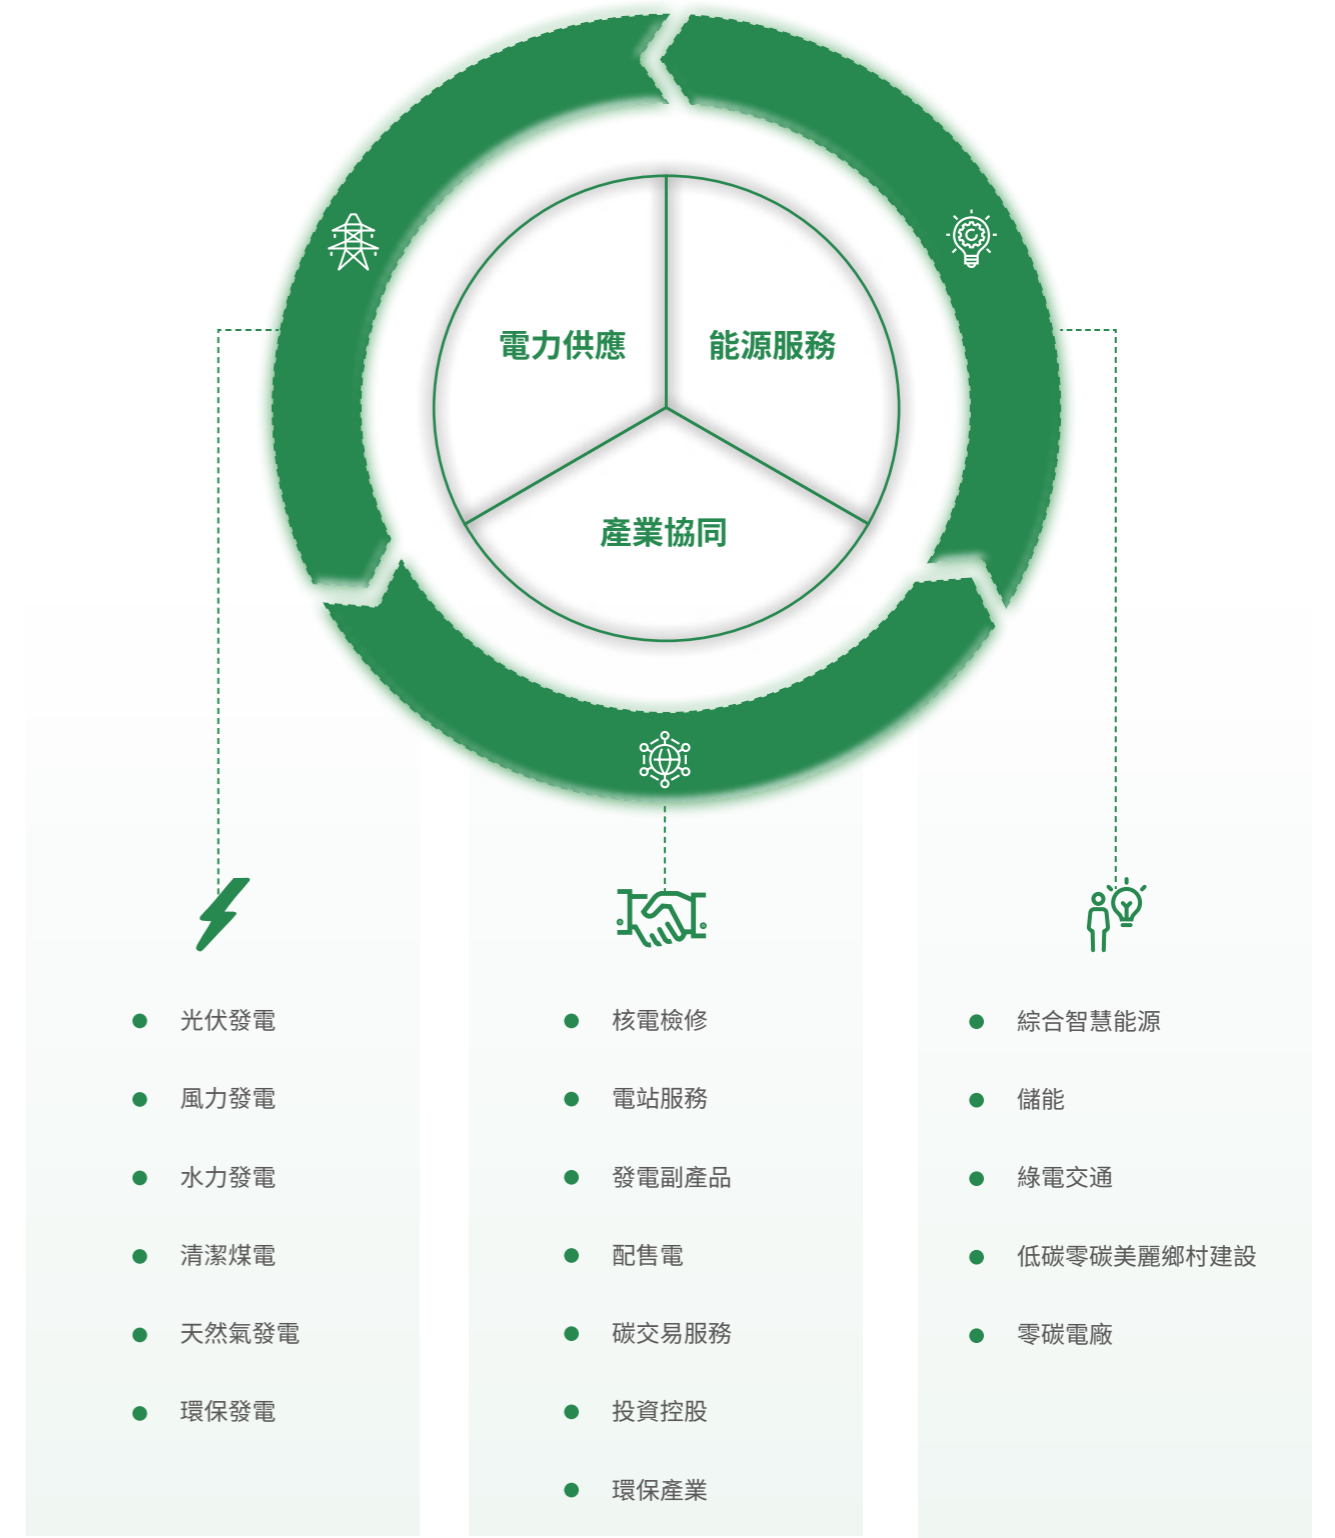 電力供應
能源服務
產業協同
光伏發電
風力發電
水力發電
清潔煤電
天然氣發電
環保發電
核電檢修
電站服務
發電副產品
配售電
碳交易服務
投資控股
環保產業
綜合智慧能源
儲能
綠電交通
低碳零碳美麗鄉村建設
零碳電廠